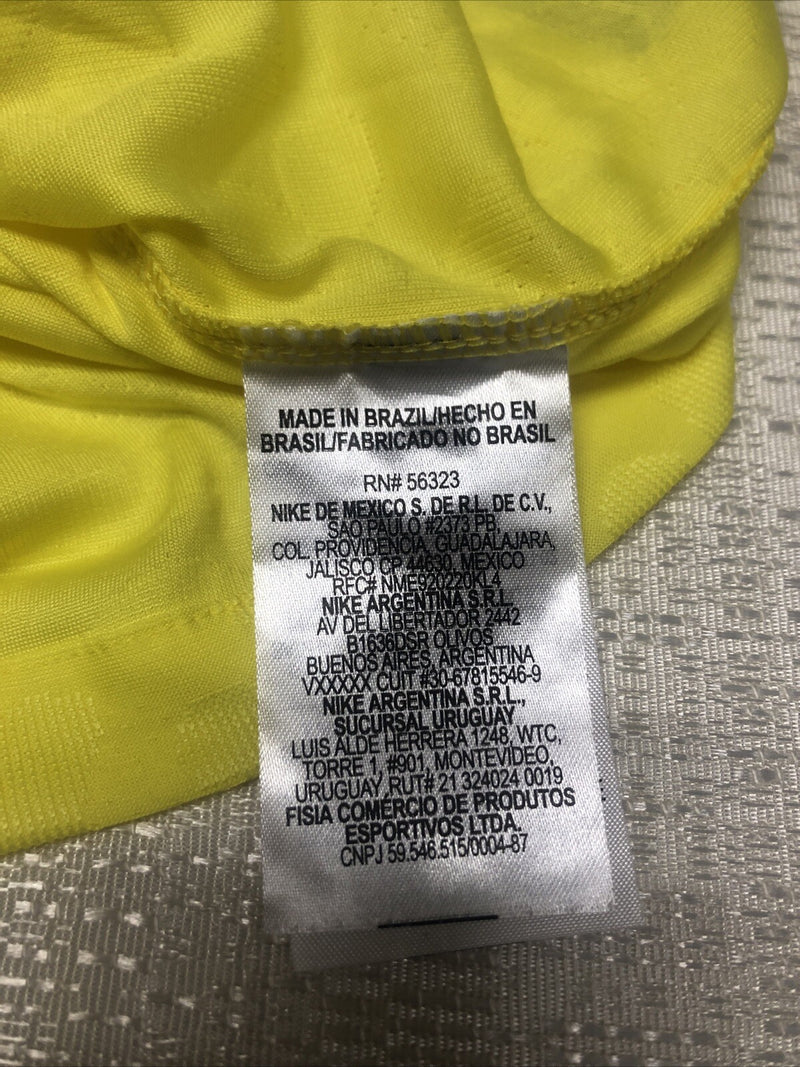 MADE IN BRAZIL/HECHO EN
BRASIL/FABRICADO NO BRASIL
RN# 56323
NIKE DE MEXICO S. DE R.L. DE C.V.,
SAO PAULO #2373 PB,
COL. PROVIDENCIA, GUADALAJARA,
JALISCO CP 44630, MEXICO
RFC# NME920220KL4
NIKE ARGENTINA S.R.L.
AV DEL LIBERTADOR 2442
B1636DSR OLIVOS
BUENOS AIRES, ARGENTINA
VXXXXX CUIT #30-67815546-9
NIKE ARGENTINA S.R.L.,
SUCURSAL URUGUAY
LUIS ALDE HERRERA 1248, WTC,
TORRE 1, #901, MONTEVIDEO,
URUGUAY RUT# 21 324024 0019
FISIA COMÉRCIO DE PRODUTOS
ESPORTIVOS LTDA.
CNPJ 59.546.515/0004-87